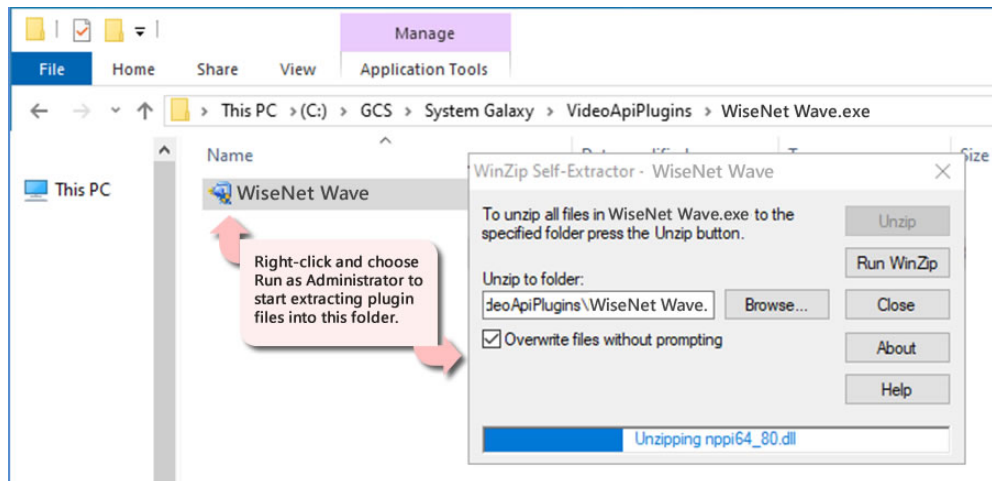 Manage
File Home Share View Application Tools
This PC > (C:) > GCS > System Galaxy > VideoApiPlugins > WiseNet Wave.exe
Name
Size
This PC
WiseNet Wave
Right-click and choose
Run as Administrator to
start extracting plugin
files into this folder.
WinZip Self-Extractor - WiseNet Wave
To unzip all files in WiseNet Wave.exe to the
specified folder press the Unzip button.
Unzip to folder:
deoApiPlugins\WiseNet Wave.
Browse...
Overwrite files without prompting
Unzip
Run WinZip
Close
About
Help
Unzipping nppi64_80.dll